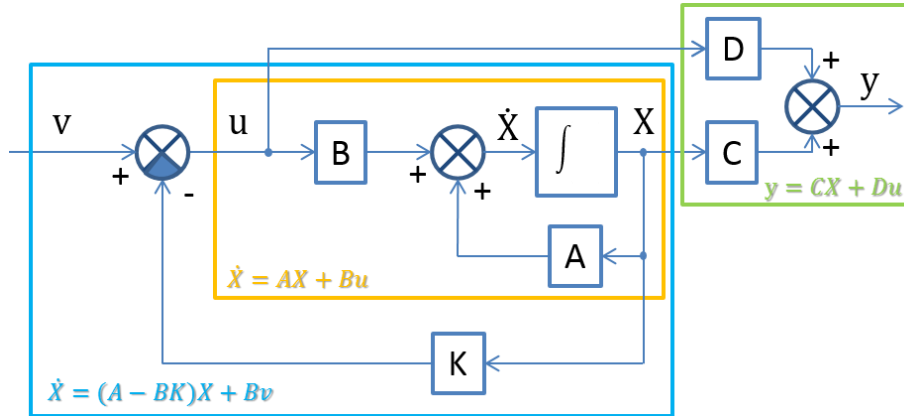 D
+
y
v
u
B
Ẋ
∫
X
C
+
+
-
+
+
y = CX + Du
A
Ẋ = AX + Bu
K
Ẋ = (A − BK)X + Bv